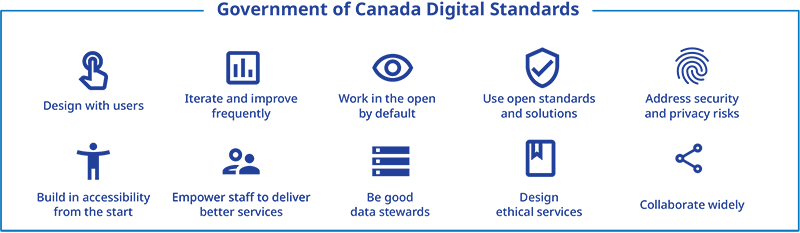 Government of Canada Digital Standards
Design with users
Iterate and improve
frequently
Work in the open
by default
Use open standards
and solutions
Address security
and privacy risks
Build in accessibility
from the start
Empower staff to deliver
better services
Be good
data stewards
Design
ethical services
Collaborate widely